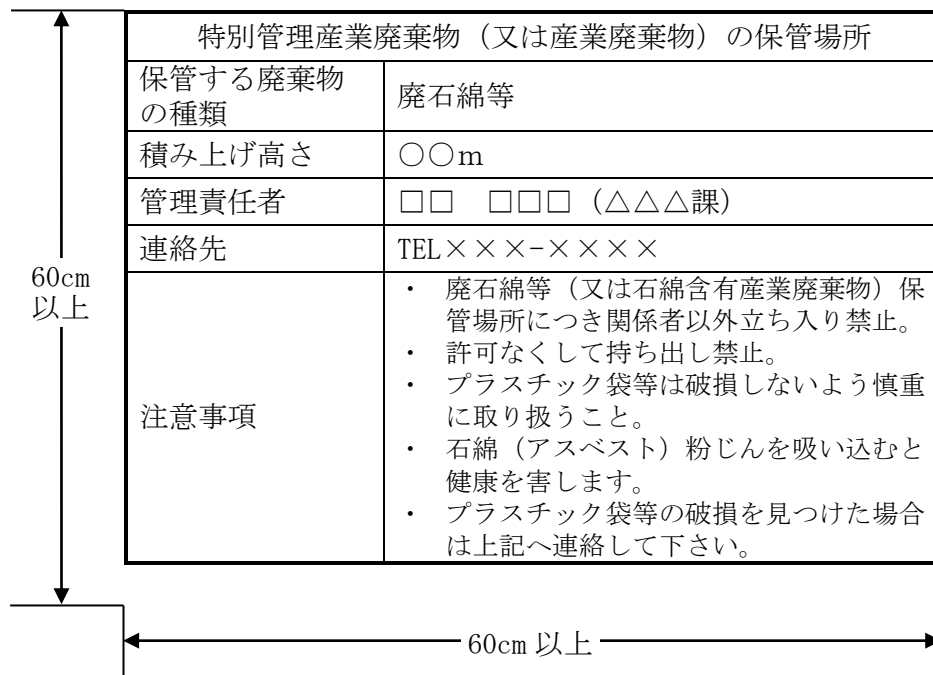 特別管理産業廃棄物（又は産業廃棄物）の保管場所
保管する廃棄物
の種類
廃石綿等
積み上げ高さ
○○m
管理責任者
□□　□□□（△△△課）
連絡先
TEL×××-××××
注意事項
・　廃石綿等（又は石綿含有産業廃棄物）保
管場所につき関係者以外立ち入り禁止。
・　許可なくして持ち出し禁止。
・　プラスチック袋等は破損しないよう慎重
に取り扱うこと。
・　石綿（アスベスト）粉じんを吸い込むと
健康を害します。
・　プラスチック袋等の破損を見つけた場合
は上記へ連絡して下さい。
60cm
以上
60cm 以上